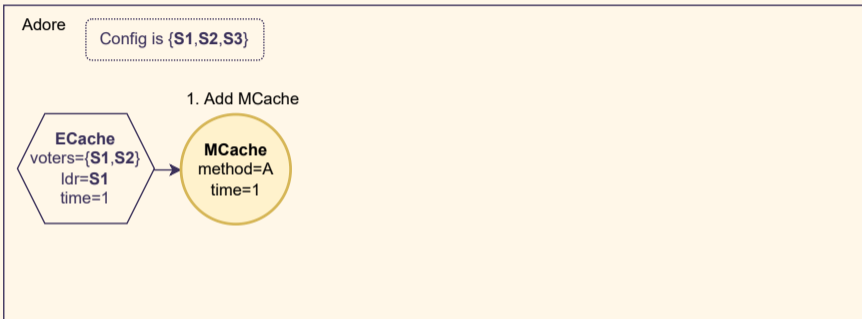 Adore
Config is {S1,S2,S3}
1. Add MCache
ECache
voters={S1,S2}
ldr=S1
time=1
MCache
method=A
time=1